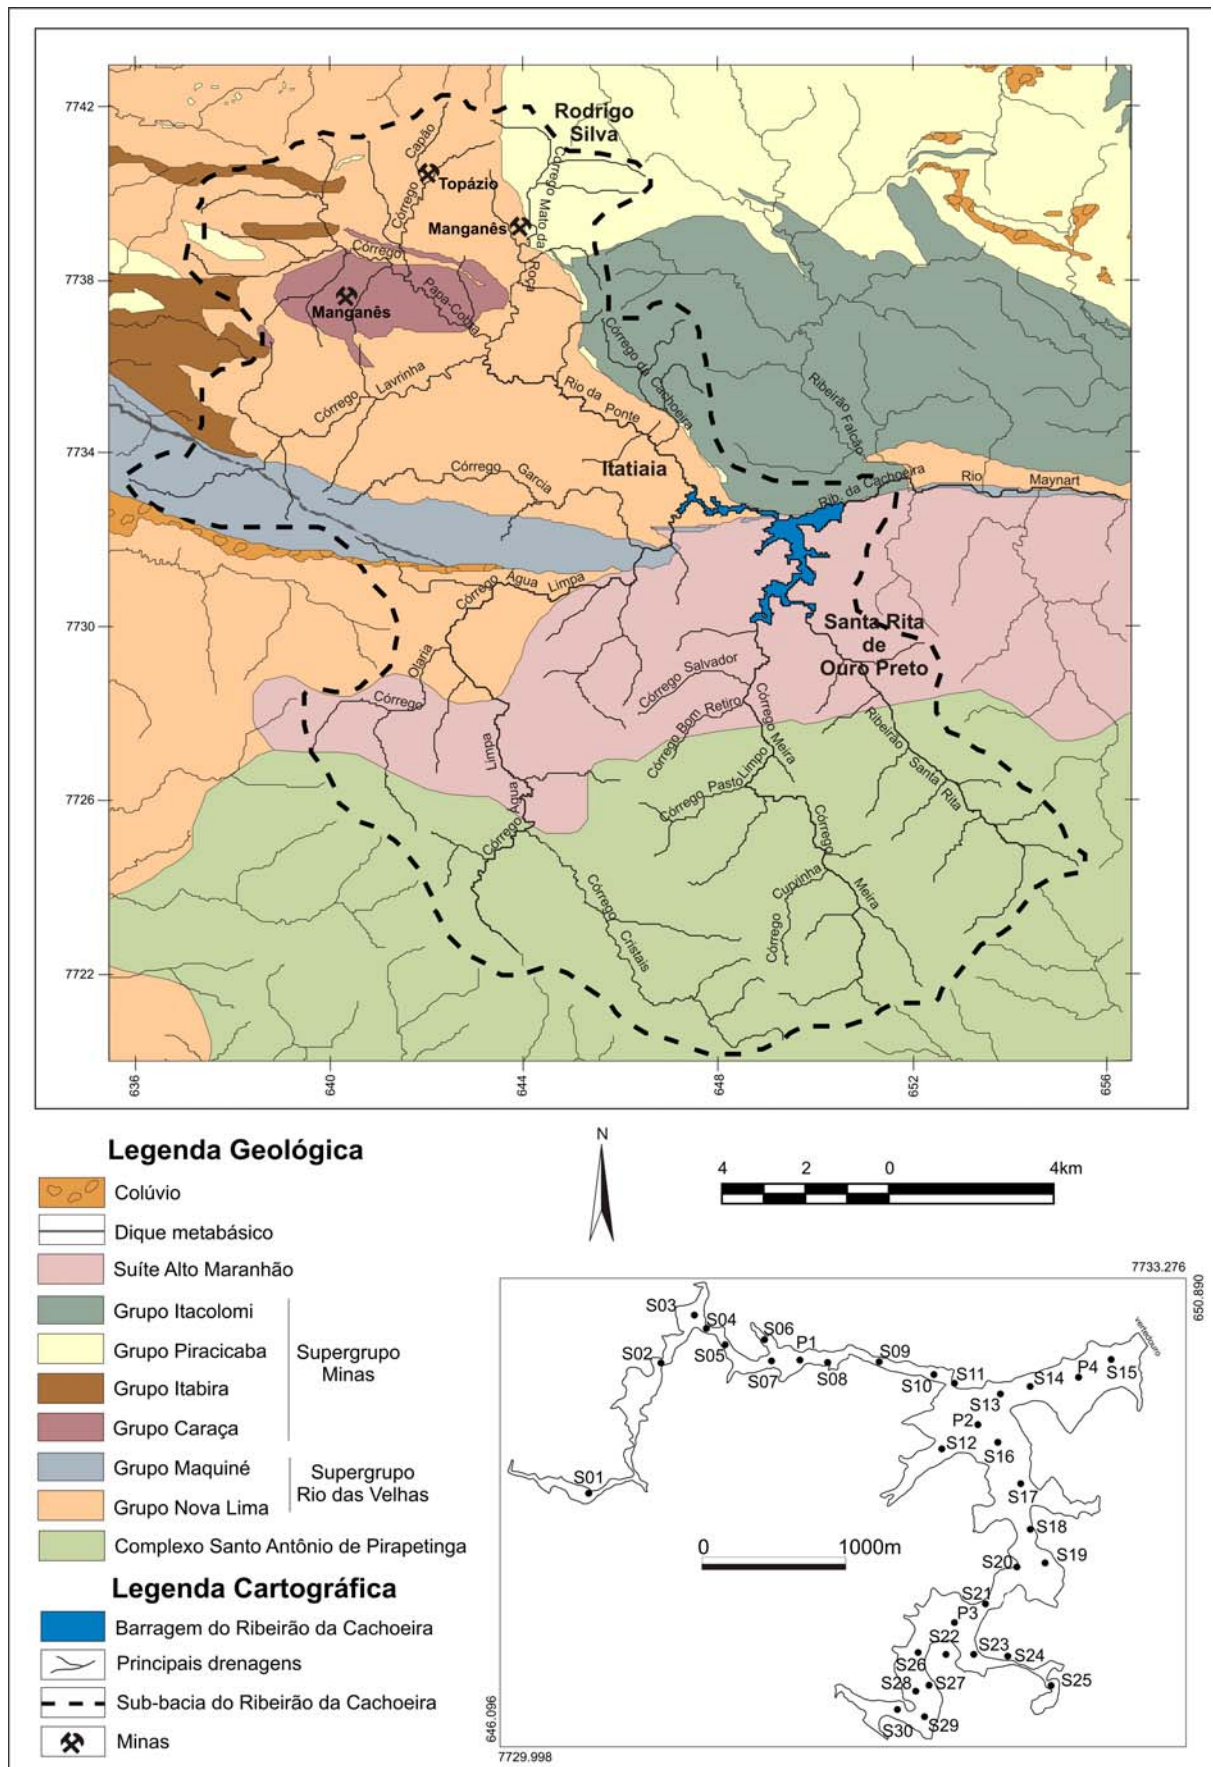 7742
7738
7734
7730
7726
7722
636
640
644
648
652
656
Rodrigo
Silva
Córrego Capão
Topázio
Manganês
Córrego Mato da Roça
Córrego Papa-Cobra
Manganês
Córrego Lavrinha
Rio da Ponte
Córrego da Cachoeira
Ribeirão Falcão
Itatiaia
Córrego Garcia
Rib. da Cachoeira
Rio Maynart
Córrego Água Limpa
Santa Rita
de
Ouro Preto
Córrego Olaria
Córrego Salvador
Córrego Bom Retiro
Córrego Meira
Córrego Pasto Limpo
Ribeirão Santa Rita
Córrego Água Limpa
Córrego Cristais
Córrego Curvinha
Córrego Meira
Legenda Geológica
Colúvio
Dique metabásico
Suíte Alto Maranhão
Grupo Itacolomi
Grupo Piracicaba
Grupo Itabira
Grupo Caraça
Supergrupo
Minas
Grupo Maquiné
Grupo Nova Lima
Supergrupo
Rio das Velhas
Complexo Santo Antônio de Pirapetinga
Legenda Cartográfica
Barragem do Ribeirão da Cachoeira
Principais drenagens
Sub-bacia do Ribeirão da Cachoeira
Minas
N
4 2 0 4km
7733.276
650.890
vertedouro
S03
S04
S06
S02
S05
P1
S07
S08
S09
S10
S11
S13
S14
P4
S15
P2
S12
S16
S01
S17
S18
S20
S19
0 1000m
S21
P3
S22
S23
S24
S26
S28
S27
S25
S30
S29
646.096
7729.998